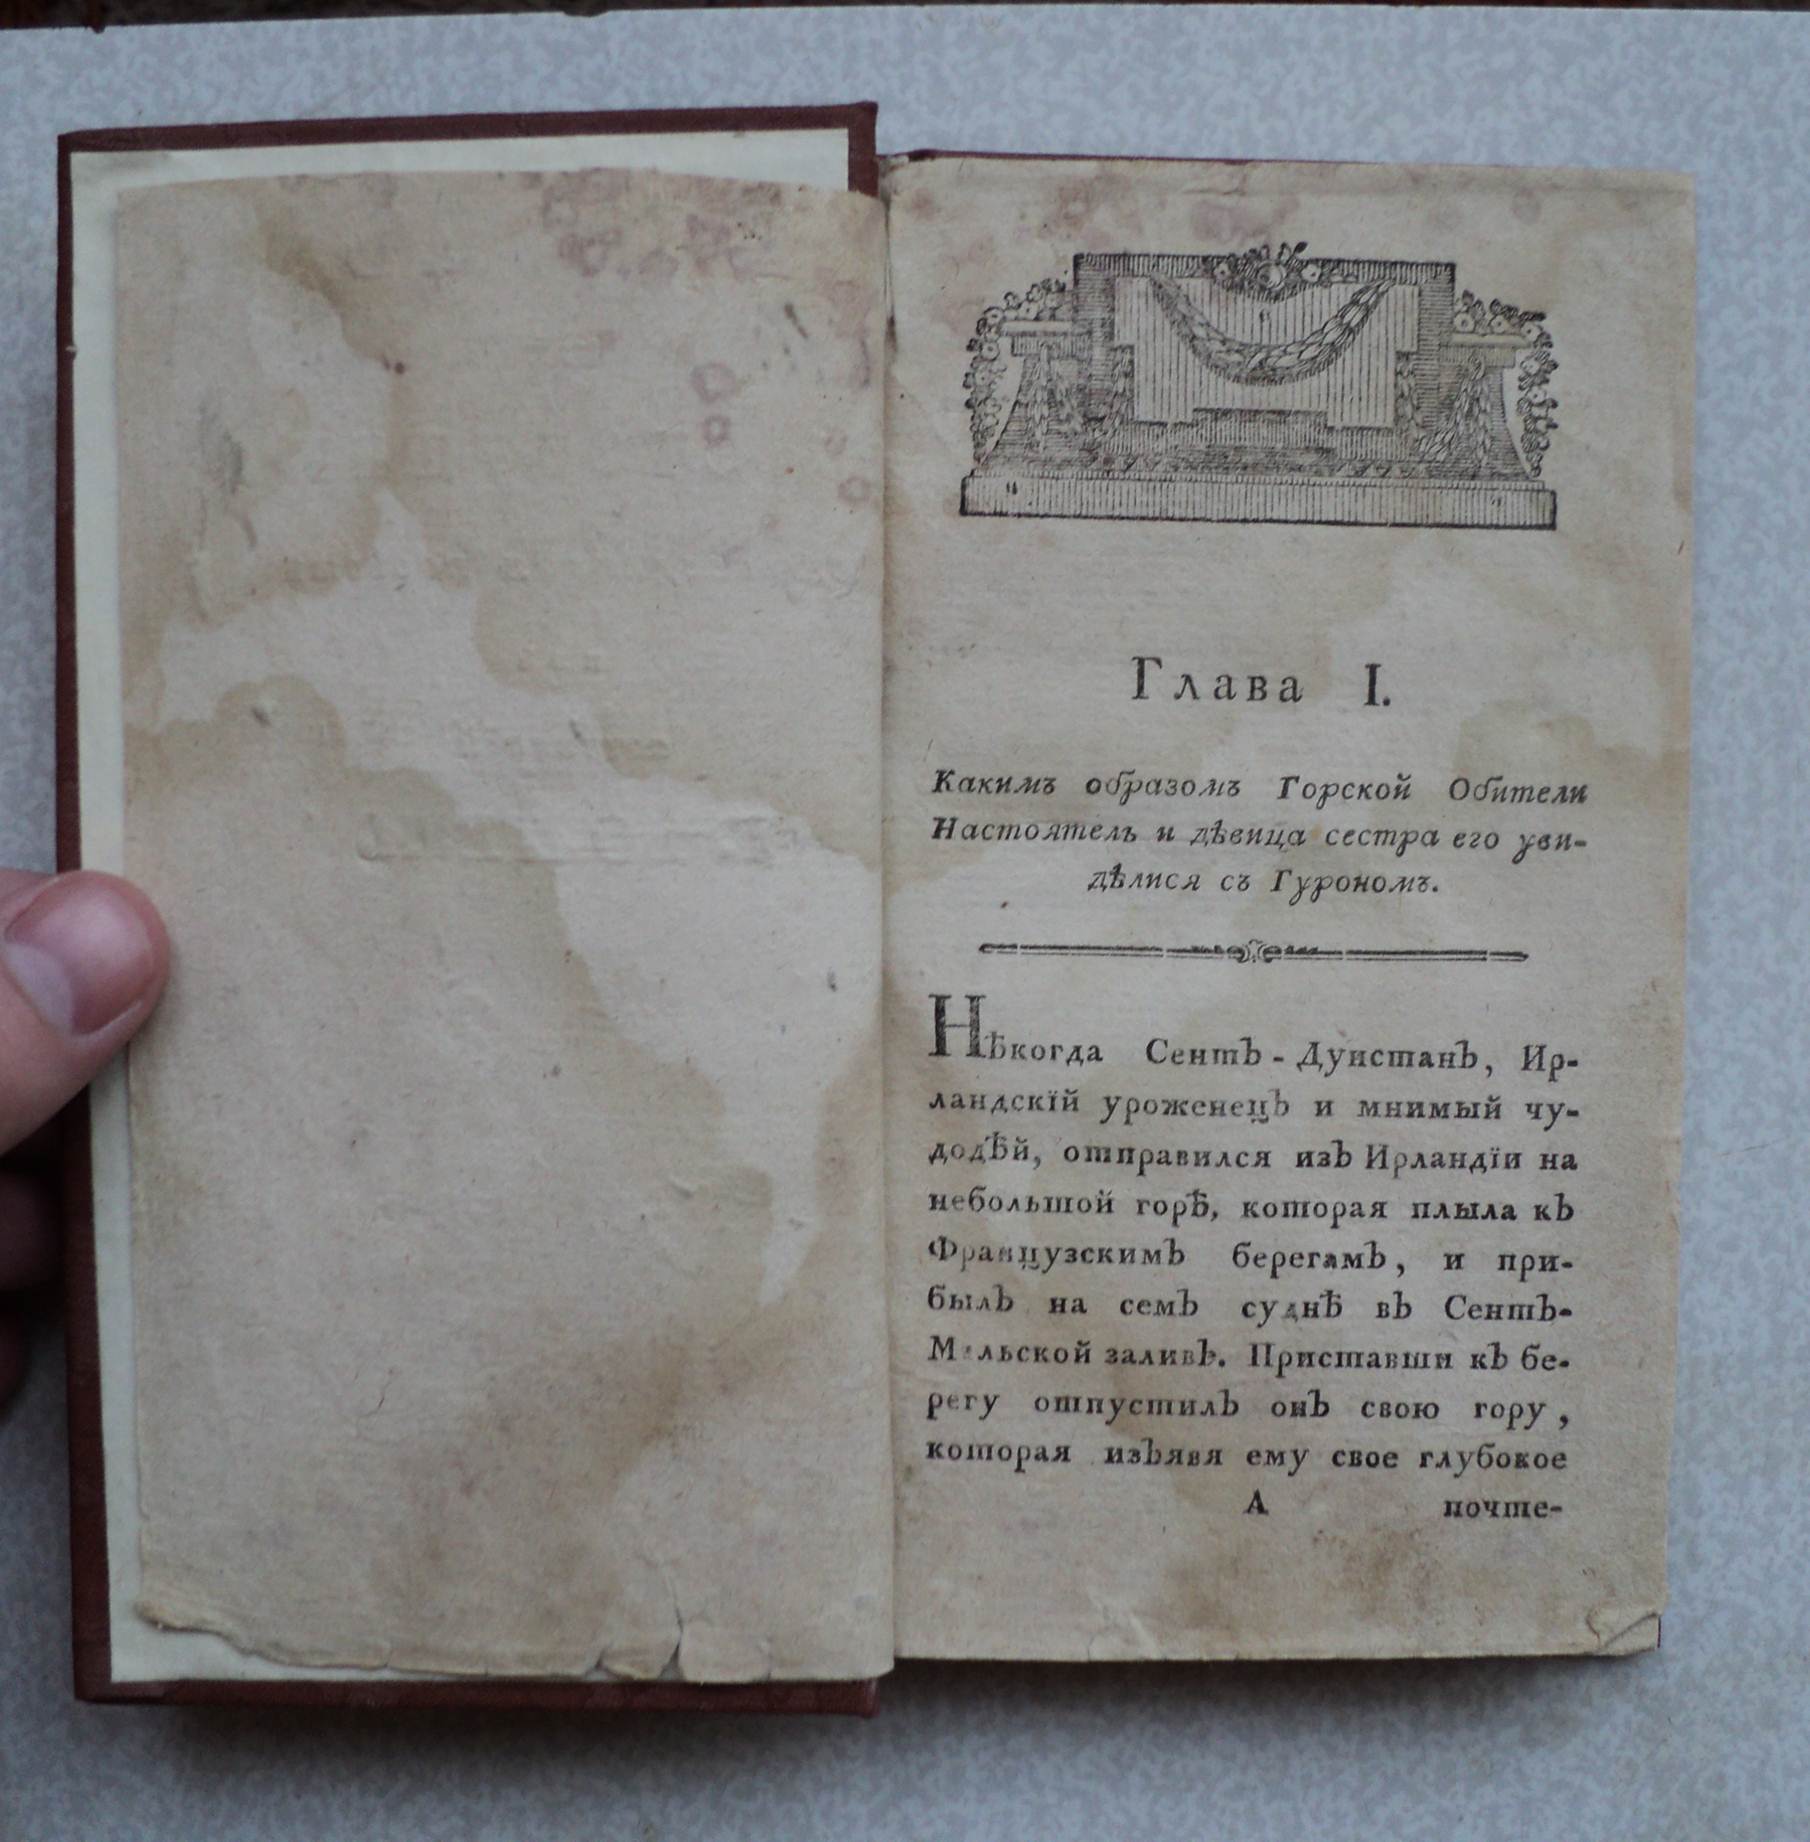 Глава I.
Какимъ образомъ Горской Обители
Настоятель и дѣвица сестра его уви-
дѣлися съ Гурономъ.
Нѣкогда Сентъ - Дунстанъ, Ир-
ландскїй уроженецъ и мнимый чу-
додѣй, отправился изъ Ирландїи на
небольшой горѣ, которая плыла къ
Французскимъ берегамъ, и при-
былъ на семъ суднѣ въ Сентъ-
Мальской заливъ. Приставши къ бе-
регу отпустилъ онъ свою гору,
которая изъявя ему свое глубокое
А почте-